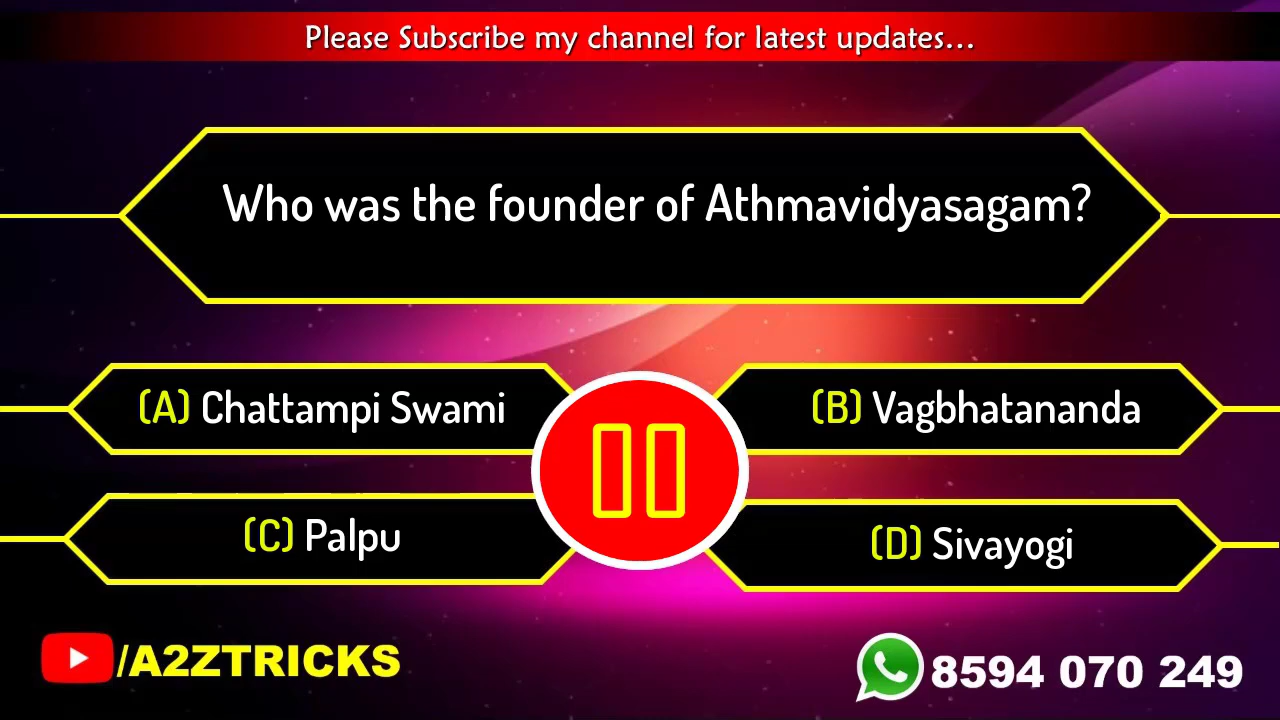 Please Subscribe my channel for latest updates...
Who was the founder of Athmavidyasagam?
(A) Chattampi Swami
(B) Vagbhatananda
(C) Palpu
(D) Sivayogi
/A2ZTRICKS
8594 070 249